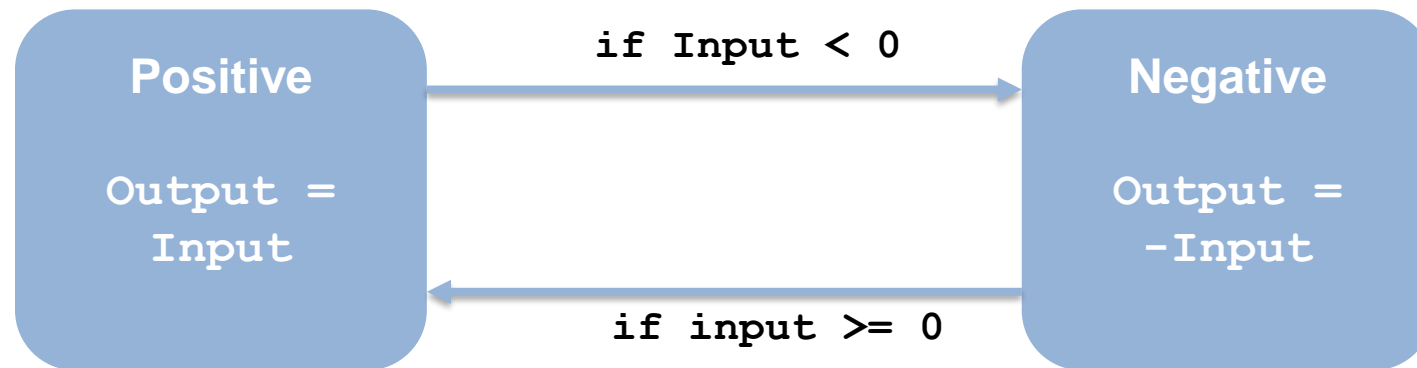 Positive
Output =
Input
if Input < 0
if input >= 0
Negative
Output =
-Input